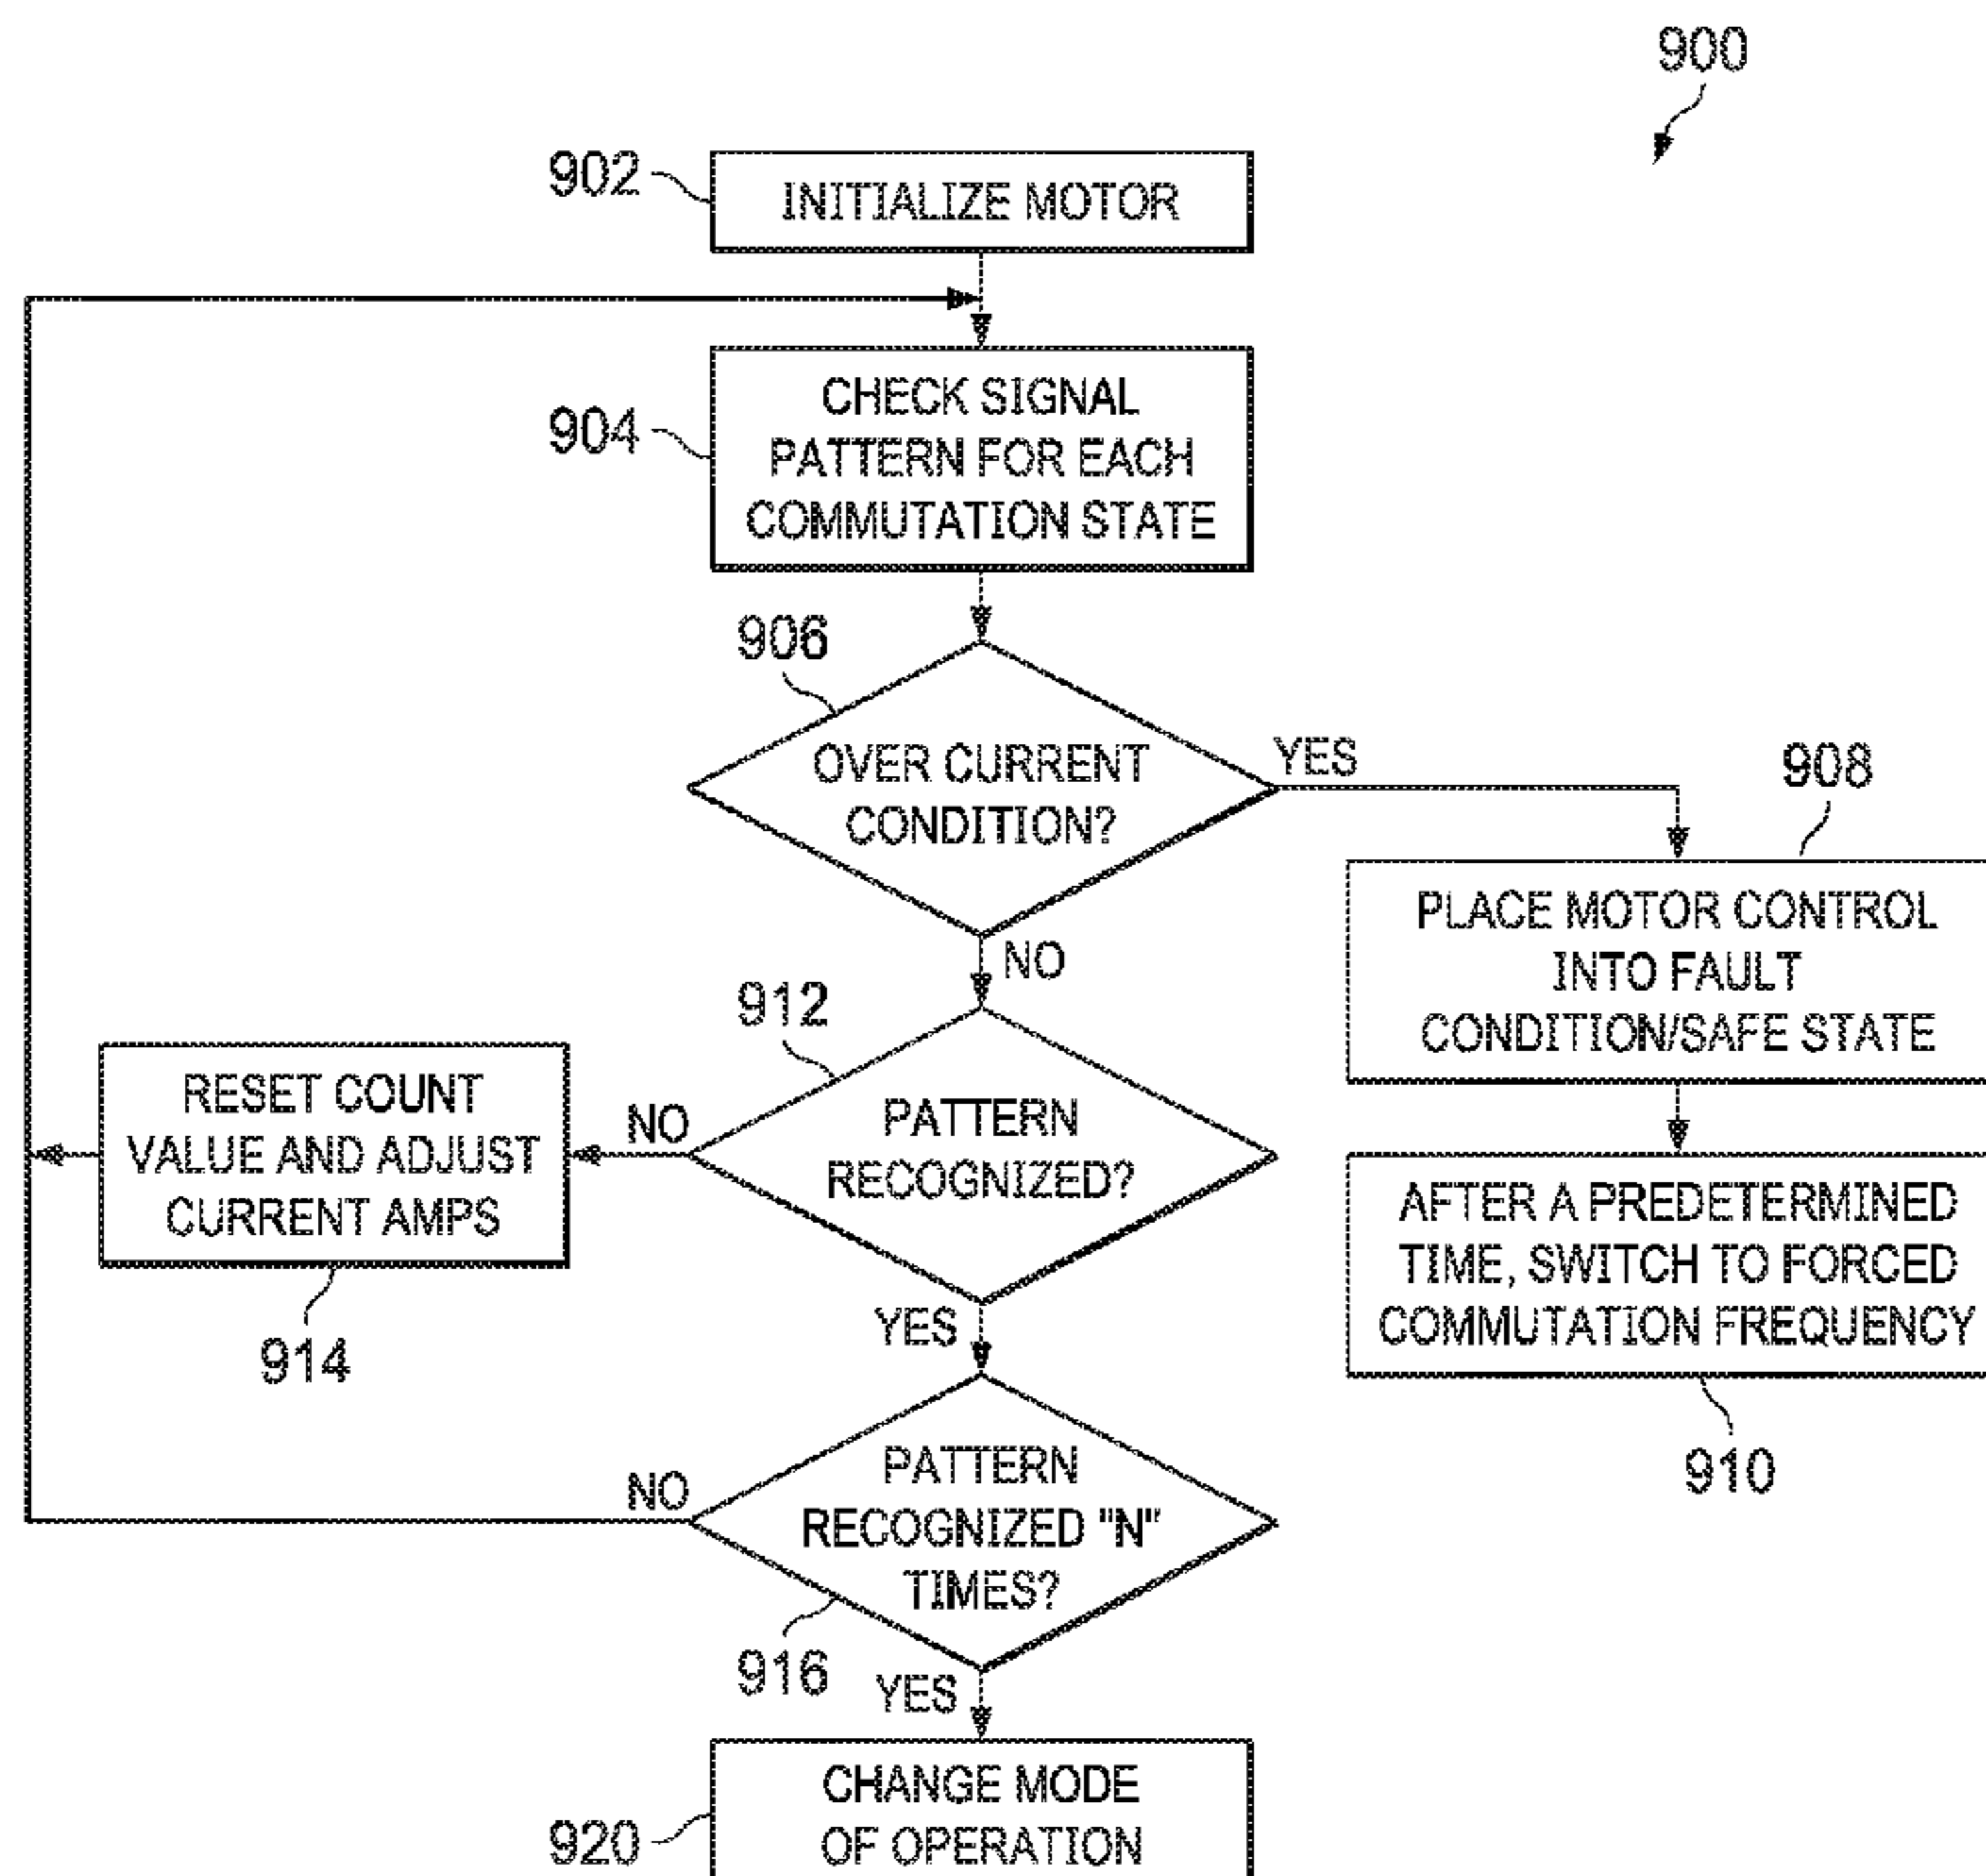 900
902
INITIALIZE MOTOR
904
CHECK SIGNAL
PATTERN FOR EACH
COMMUTATION STATE
906
OVER CURRENT
CONDITION?
YES
NO
908
PLACE MOTOR CONTROL
INTO FAULT
CONDITION/SAFE STATE
AFTER A PREDETERMINED
TIME, SWITCH TO FORCED
COMMUTATION FREQUENCY
910
912
PATTERN
RECOGNIZED?
NO
YES
RESET COUNT
VALUE AND ADJUST
CURRENT AMPS
914
PATTERN
RECOGNIZED "N"
TIMES?
NO
916
YES
920
CHANGE MODE
OF OPERATION